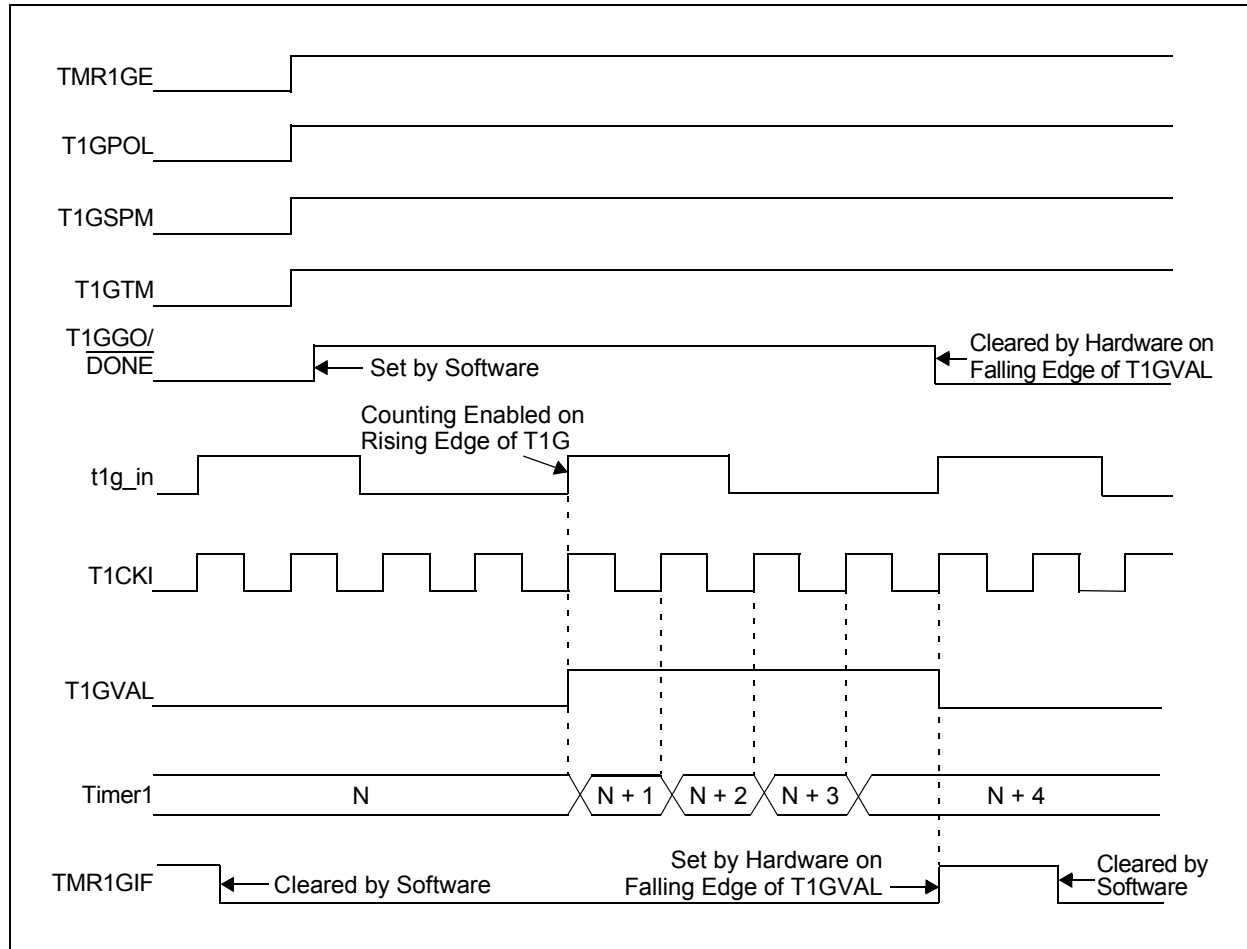 TMR1GE
T1GPOL
T1GSPM
T1GTM
T1GGO/
DONE
Set by Software
Cleared by Hardware on
Falling Edge of T1GVAL
Counting Enabled on
Rising Edge of T1G
t1g_in
T1CKI
T1GVAL
Timer1
N
N + 1
N + 2
N + 3
N + 4
TMR1GIF
Cleared by Software
Set by Hardware on
Falling Edge of T1GVAL
Cleared by
Software